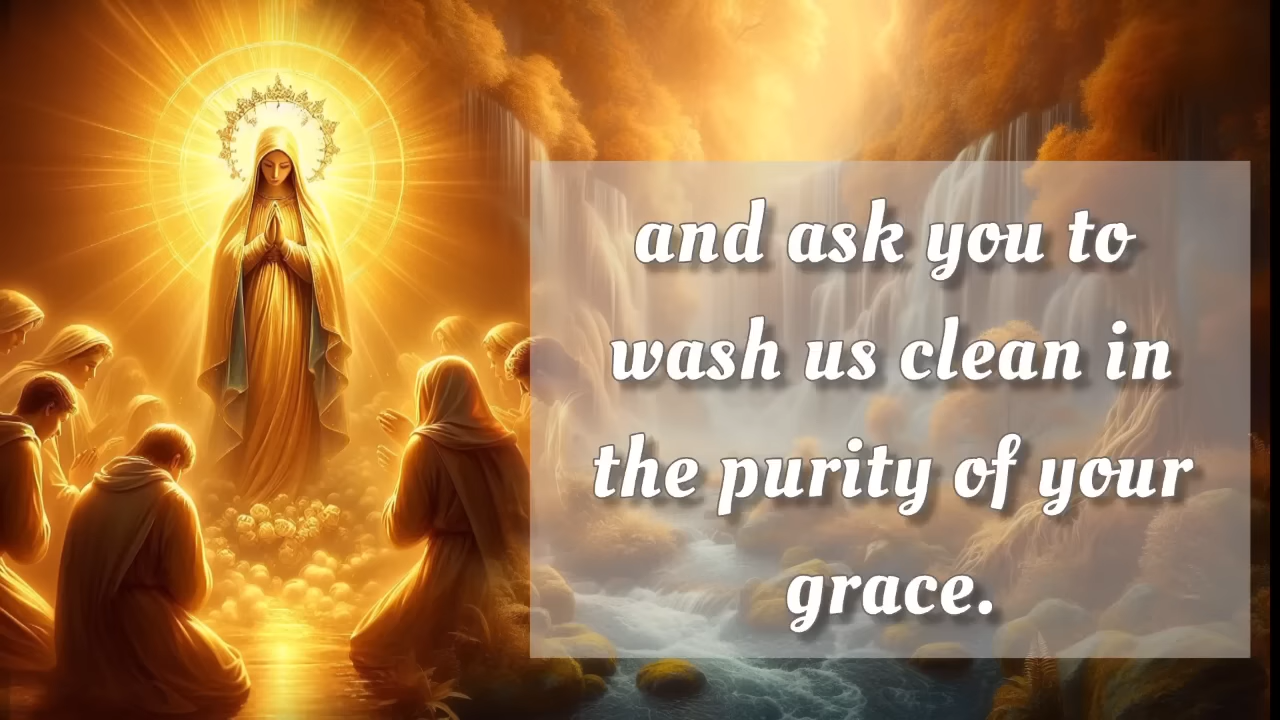 and ask you to
wash us clean in
the purity of your
grace.